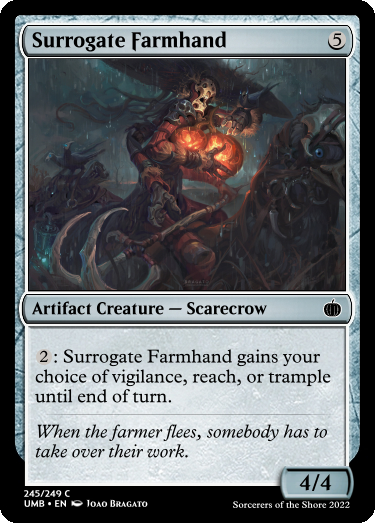 Surrogate Farmhand 5
Artifact Creature — Scarecrow
2 : Surrogate Farmhand gains your
choice of vigilance, reach, or trample
until end of turn.
When the farmer flees, somebody has to
take over their work.
4/4
245/249 C
UMB • EN Joao Bragato
Sorcerers of the Shore 2022